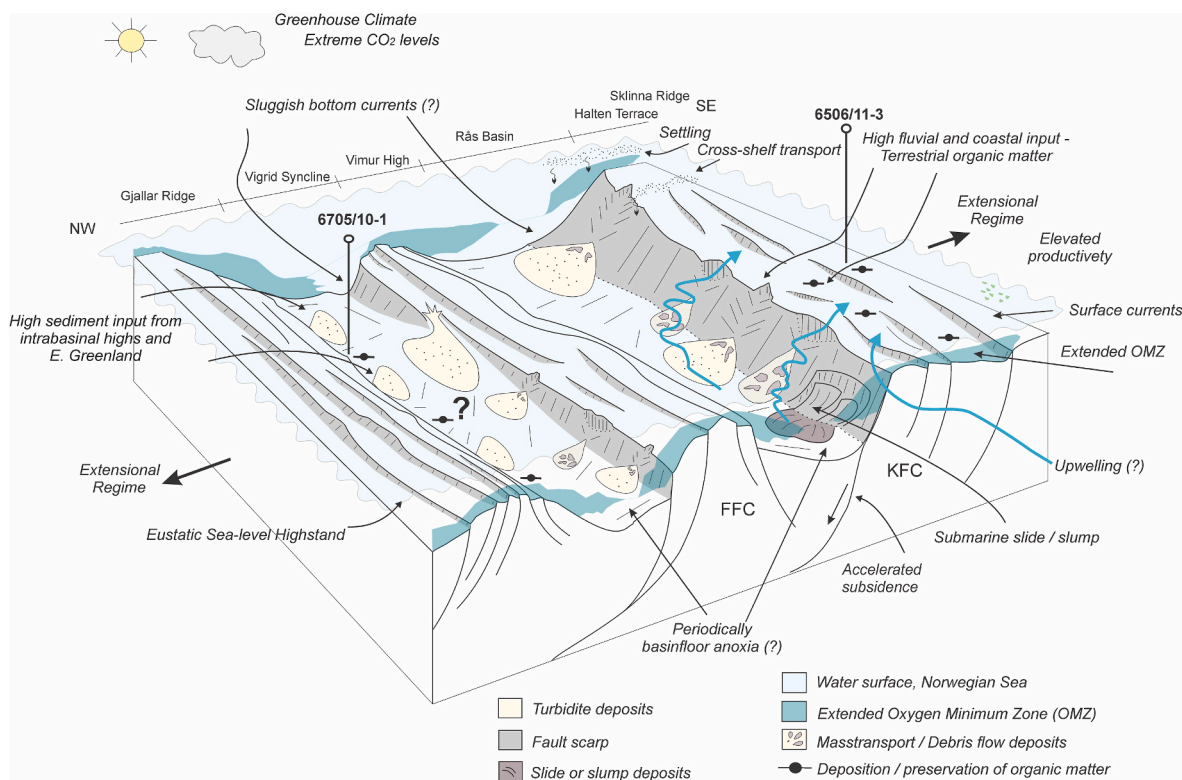 Greenhouse Climate
Extreme CO₂ levels
Sluggish bottom currents (?)
Sklinna Ridge
SE
Halten Terrace
6506/11-3
Settling
Rås Basin
High fluvial and coastal input -
Terrestrial organic matter
Cross-shelf transport
Vimur High
Vigrid Syncline
Gjallar Ridge
Extensional
Regime
6705/10-1
NW
Elevated
productivety
Surface currents
High sediment input from
intrabasinal highs and
E. Greenland
Extended OMZ
?
Extensional
Regime
KFC
Upwelling (?)
FFC
Eustatic Sea-level Highstand
Submarine slide / slump
Accelerated
subsidence
Periodically
basinfloor anoxia (?)
Water surface, Norwegian Sea
Turbidite deposits
Extended Oxygen Minimum Zone (OMZ)
Fault scarp
Masstransport / Debris flow deposits
Slide or slump deposits
Deposition / preservation of organic matter